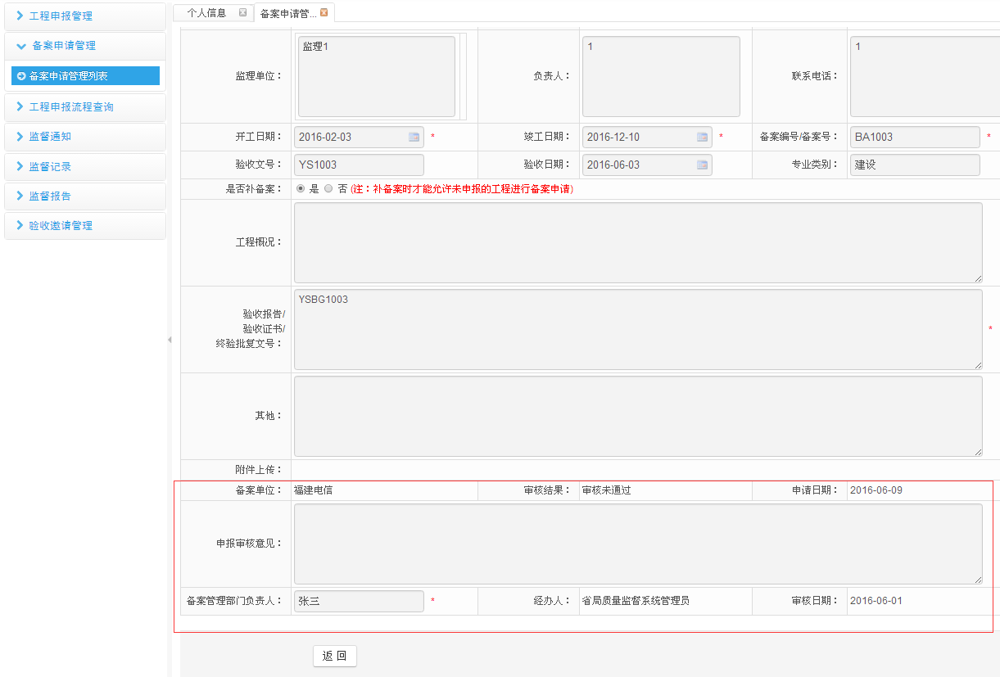 工程申报管理
备案申请管理
备案申请管理列表
工程申报流程查询
监督通知
监督记录
监督报告
验收邀请管理
个人信息 备案申请管...
监理单位： 监理1 负责人： 1 联系电话： 1
开工日期： 2016-02-03 * 竣工日期： 2016-12-10 * 备案编号/备案号： BA1003 *
验收文号： YS1003 验收日期： 2016-06-03 专业类别： 建设
是否补备案： 是 否 (注：补备案时才能允许未申报的工程进行备案申请)
工程概况：
YSBG1003
验收报告/
验收证书/ *
终验批复文号：
其他：
附件上传：
备案单位： 福建电信 审核结果： 审核未通过 申请日期： 2016-06-09
申报审核意见：
备案管理部门负责人： 张三 * 经办人： 省局质量监督系统管理员 审核日期： 2016-06-01
返 回